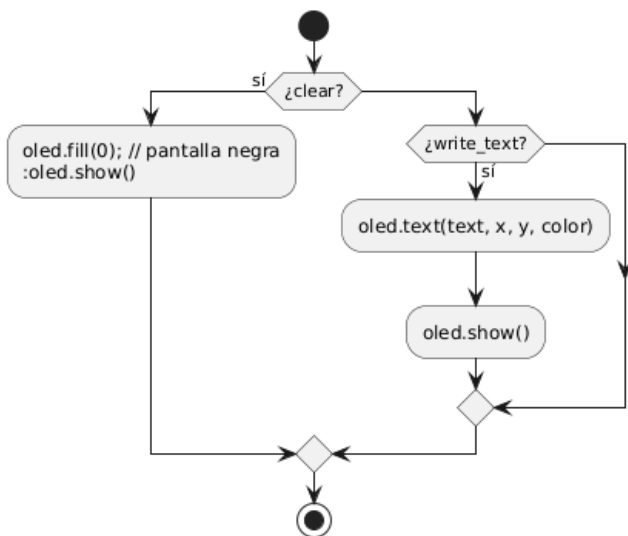 ¿clear?
sí
oled.fill(0); // pantalla negra
:oled.show()
¿write_text?
sí
oled.text(text, x, y, color)
oled.show()